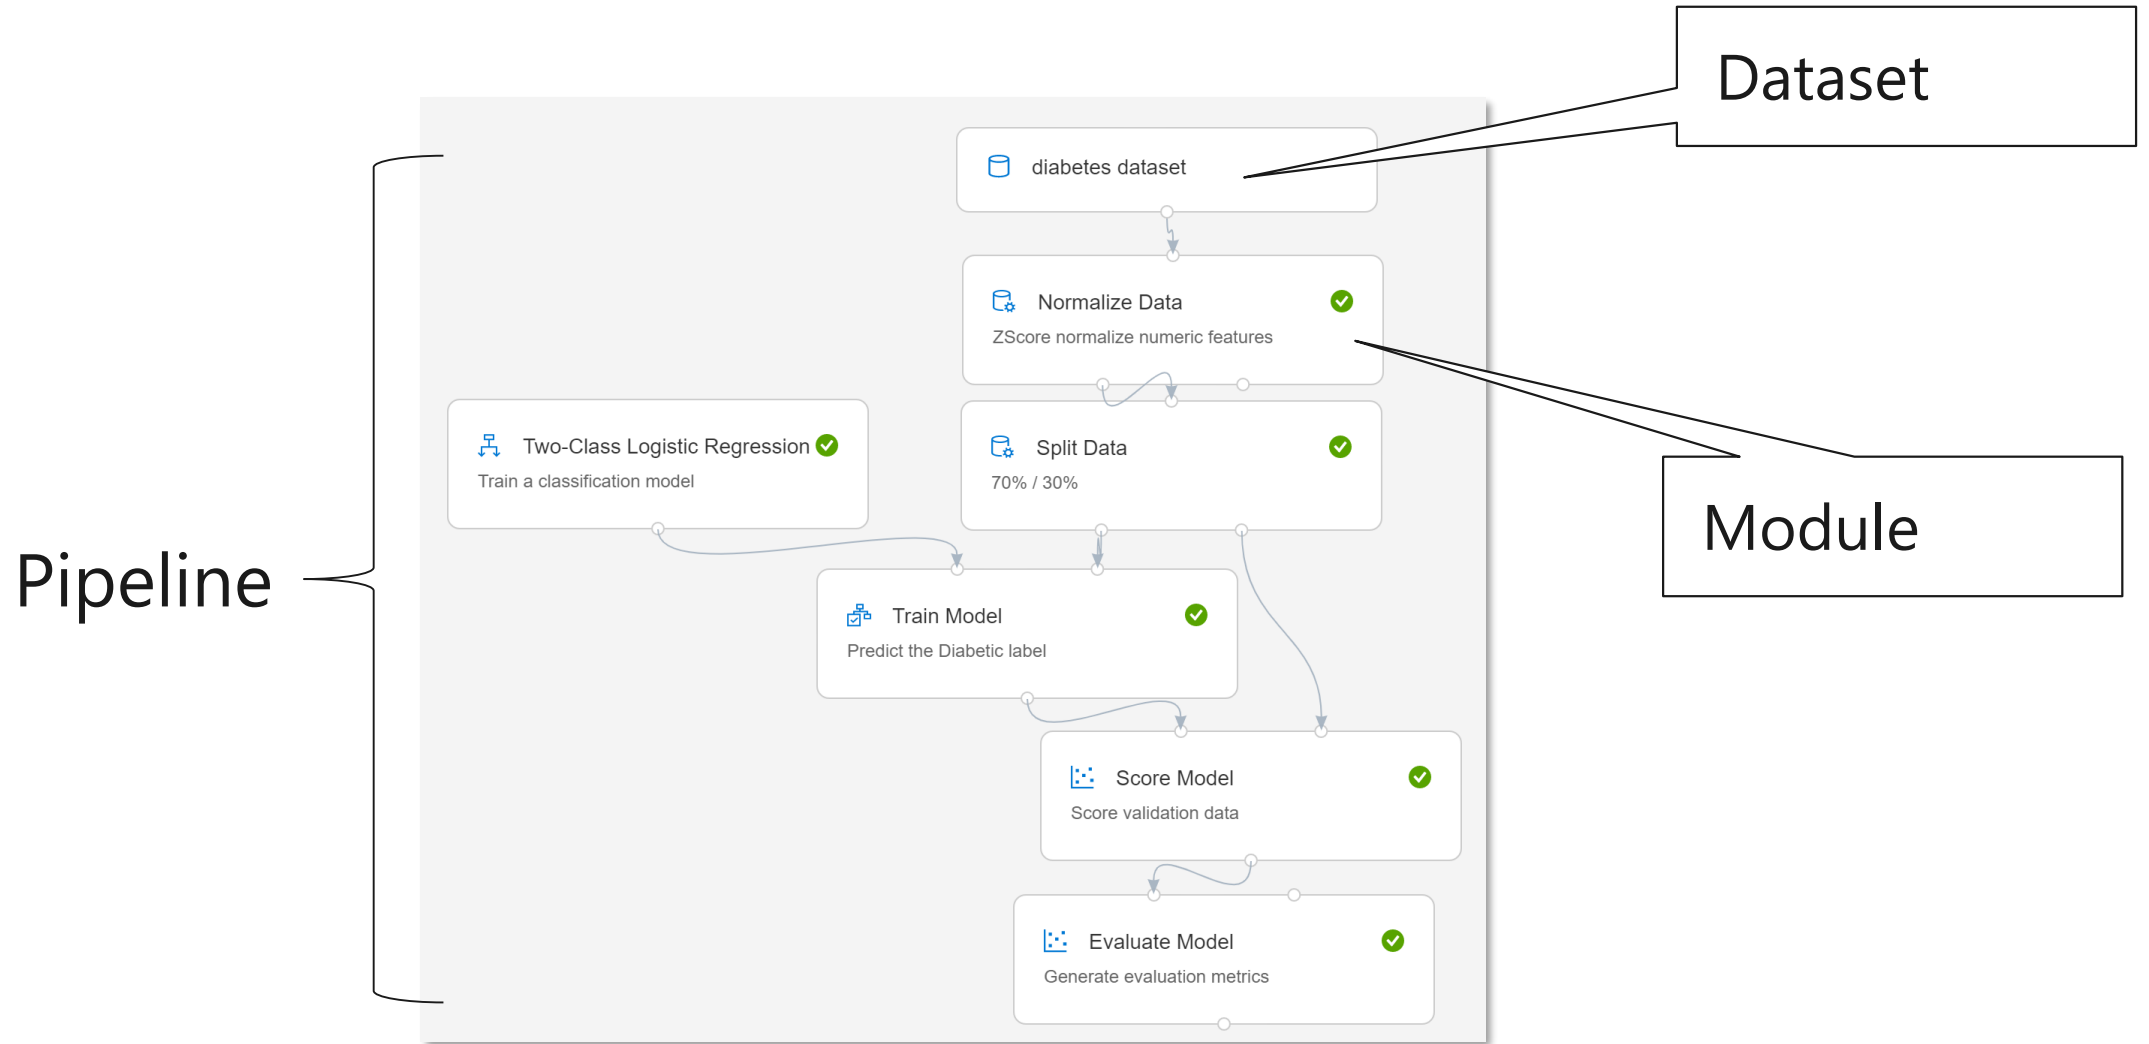 Dataset
diabetes dataset
Normalize Data
ZScore normalize numeric features
Two-Class Logistic Regression
Train a classification model
Split Data
70% / 30%
Module
Pipeline
Train Model
Predict the Diabetic label
Score Model
Score validation data
Evaluate Model
Generate evaluation metrics